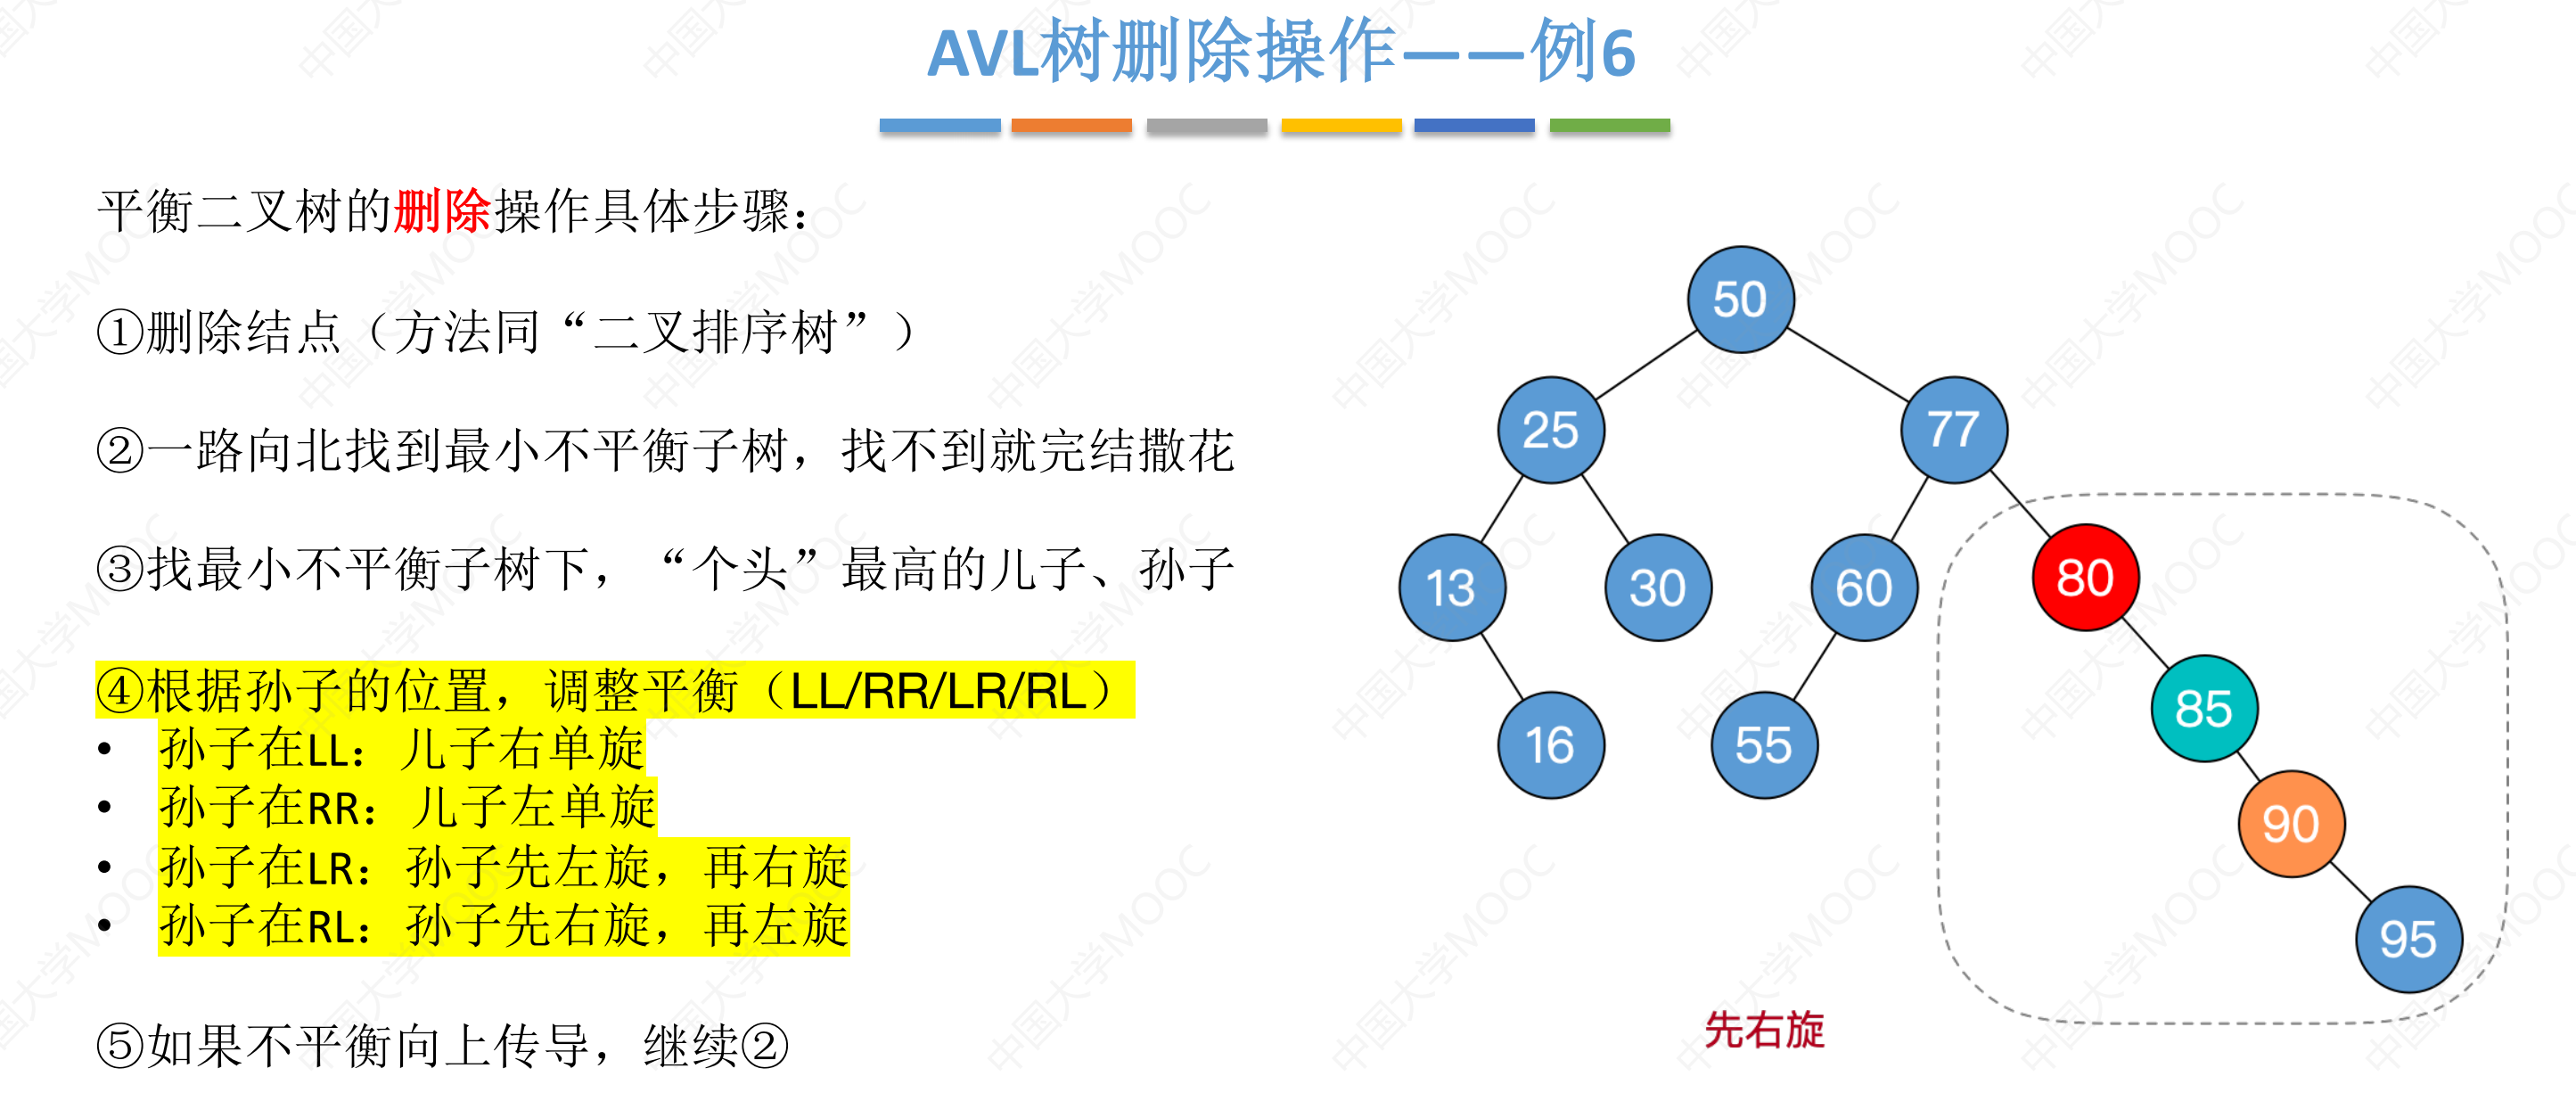 AVL树删除操作——例6
平衡二叉树的删除操作具体步骤：
①删除结点（方法同“二叉排序树”）
②一路向北找到最小不平衡子树，找不到就完结撒花
③找最小不平衡子树下，“个头”最高的儿子、孙子
④根据孙子的位置，调整平衡（LL/RR/LR/RL）
• 孙子在LL：儿子右单旋
• 孙子在RR：儿子左单旋
• 孙子在LR：孙子先左旋，再右旋
• 孙子在RL：孙子先右旋，再左旋
⑤如果不平衡向上传导，继续②
50
25
77
13
30
60
80
16
55
85
90
95
先右旋
中国大学MOOC